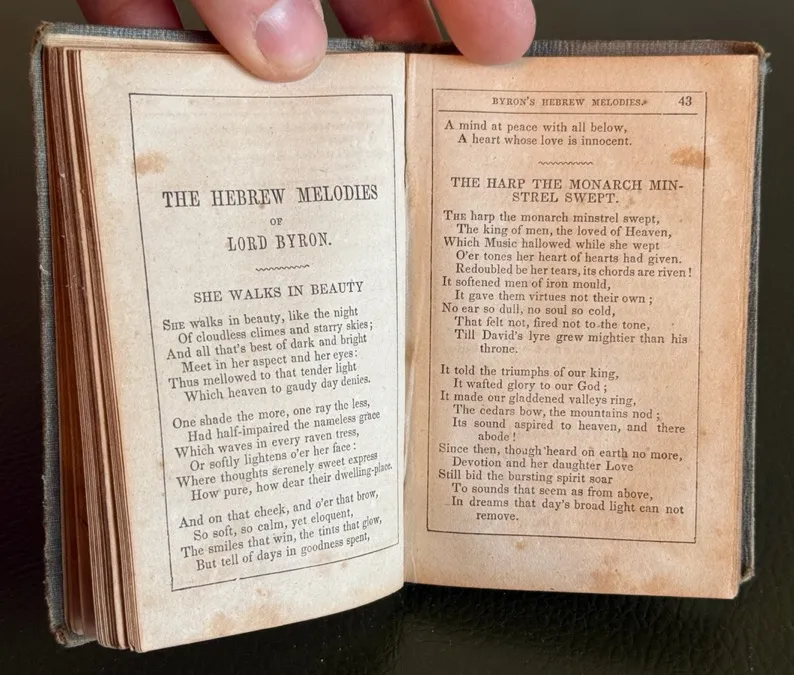 THE HEBREW MELODIES
OF
LORD BYRON.
SHE WALKS IN BEAUTY
SHE walks in beauty, like the night
Of cloudless climes and starry skies;
And all that's best of dark and bright
Meet in her aspect and her eyes:
Thus mellowed to that tender light
Which heaven to gaudy day denies.
One shade the more, one ray the less,
Had half-impaired the nameless grace
Which waves in every raven tress,
Or softly lightens o'er her face:
Where thoughts serenely sweet express
How pure, how dear their dwelling-place.
And on that cheek, and o'er that brow,
So soft, so calm, yet eloquent,
The smiles that win, the tints that glow,
But tell of days in goodness spent,
BYRON'S HEBREW MELODIES. 43
A mind at peace with all below,
A heart whose love is innocent.
THE HARP THE MONARCH MIN-
STREL SWEPT.
THE harp the monarch minstrel swept,
The king of men, the loved of Heaven,
Which Music hallowed while she wept
O'er tones her heart of hearts had given.
Redoubled be her tears, its chords are riven!
It softened men of iron mould,
It gave them virtues not their own;
No ear so dull, no soul so cold,
That felt not, fired not to the tone,
Till David's lyre grew mightier than his
throne.
It told the triumphs of our king,
It wafted glory to our God;
It made our gladdened valleys ring,
The cedars bow, the mountains nod;
Its sound aspired to heaven, and there
abode!
Since then, though heard on earth no more,
Devotion and her daughter Love
Still bid the bursting spirit soar
To sounds that seem as from above,
In dreams that day's broad light can not
remove.